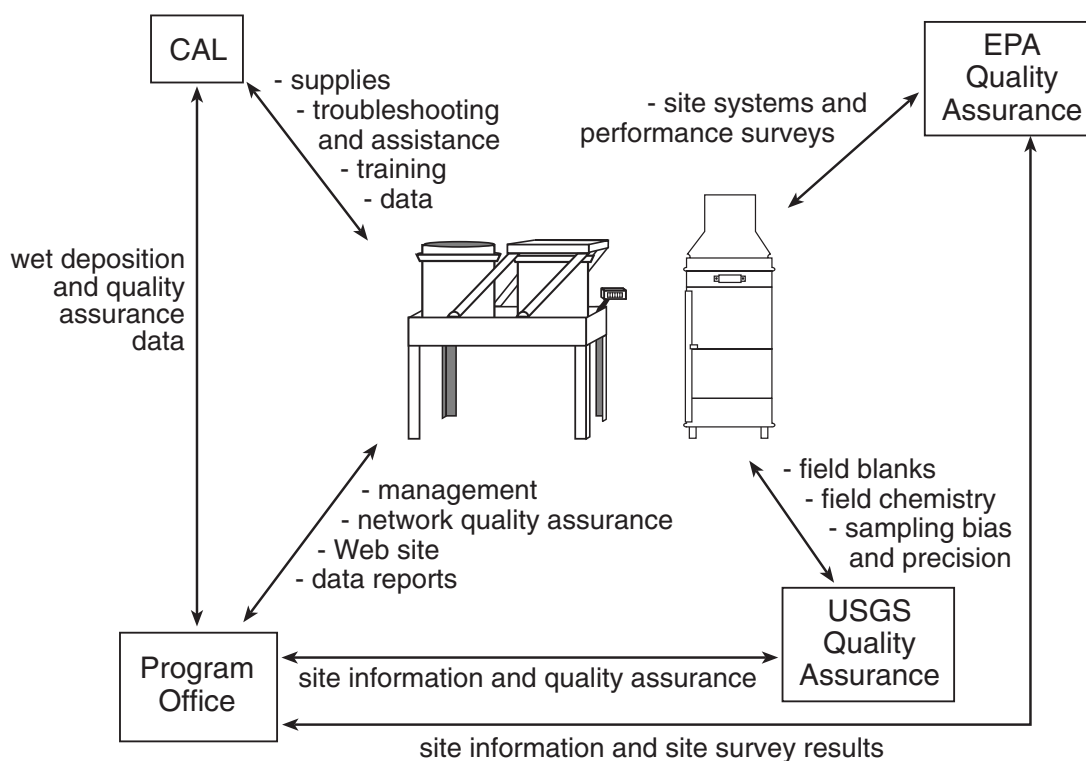 CAL
EPA
Quality
Assurance
- supplies
- troubleshooting
and assistance
- training
- data
- site systems and
performance surveys
wet deposition
and quality
assurance
data
- management
- network quality assurance
- Web site
- data reports
- field blanks
- field chemistry
- sampling bias
and precision
Program
Office
USGS
Quality
Assurance
site information and quality assurance
site information and site survey results